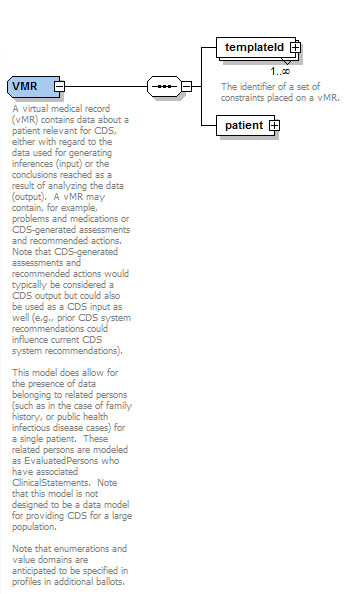 templateId
1..∞
The identifier of a set of
constraints placed on a vMR.
VMR
patient
A virtual medical record
(vMR) contains data about a
patient relevant for CDS,
either with regard to the
data used for generating
inferences (input) or the
conclusions reached as a
result of analyzing the data
(output).  A vMR may
contain, for example,
problems and medications or
CDS-generated assessments
and recommended actions.
Note that CDS-generated
assessments and
recommended actions would
typically be considered a
CDS output but could also
be used as a CDS input as
well (e.g., prior CDS system
recommendations could
influence current CDS
system recommendations).
This model does allow for
the presence of data
belonging to related persons
(such as in the case of family
history, or public health
infectious disease cases) for
a single patient.  These
related persons are modeled
as EvaluatedPersons who
have associated
ClinicalStatements.  Note
that this model is not
designed to be a data model
for providing CDS for a large
population.
Note that enumerations and
value domains are
anticipated to be specified in
profiles in additional ballots.